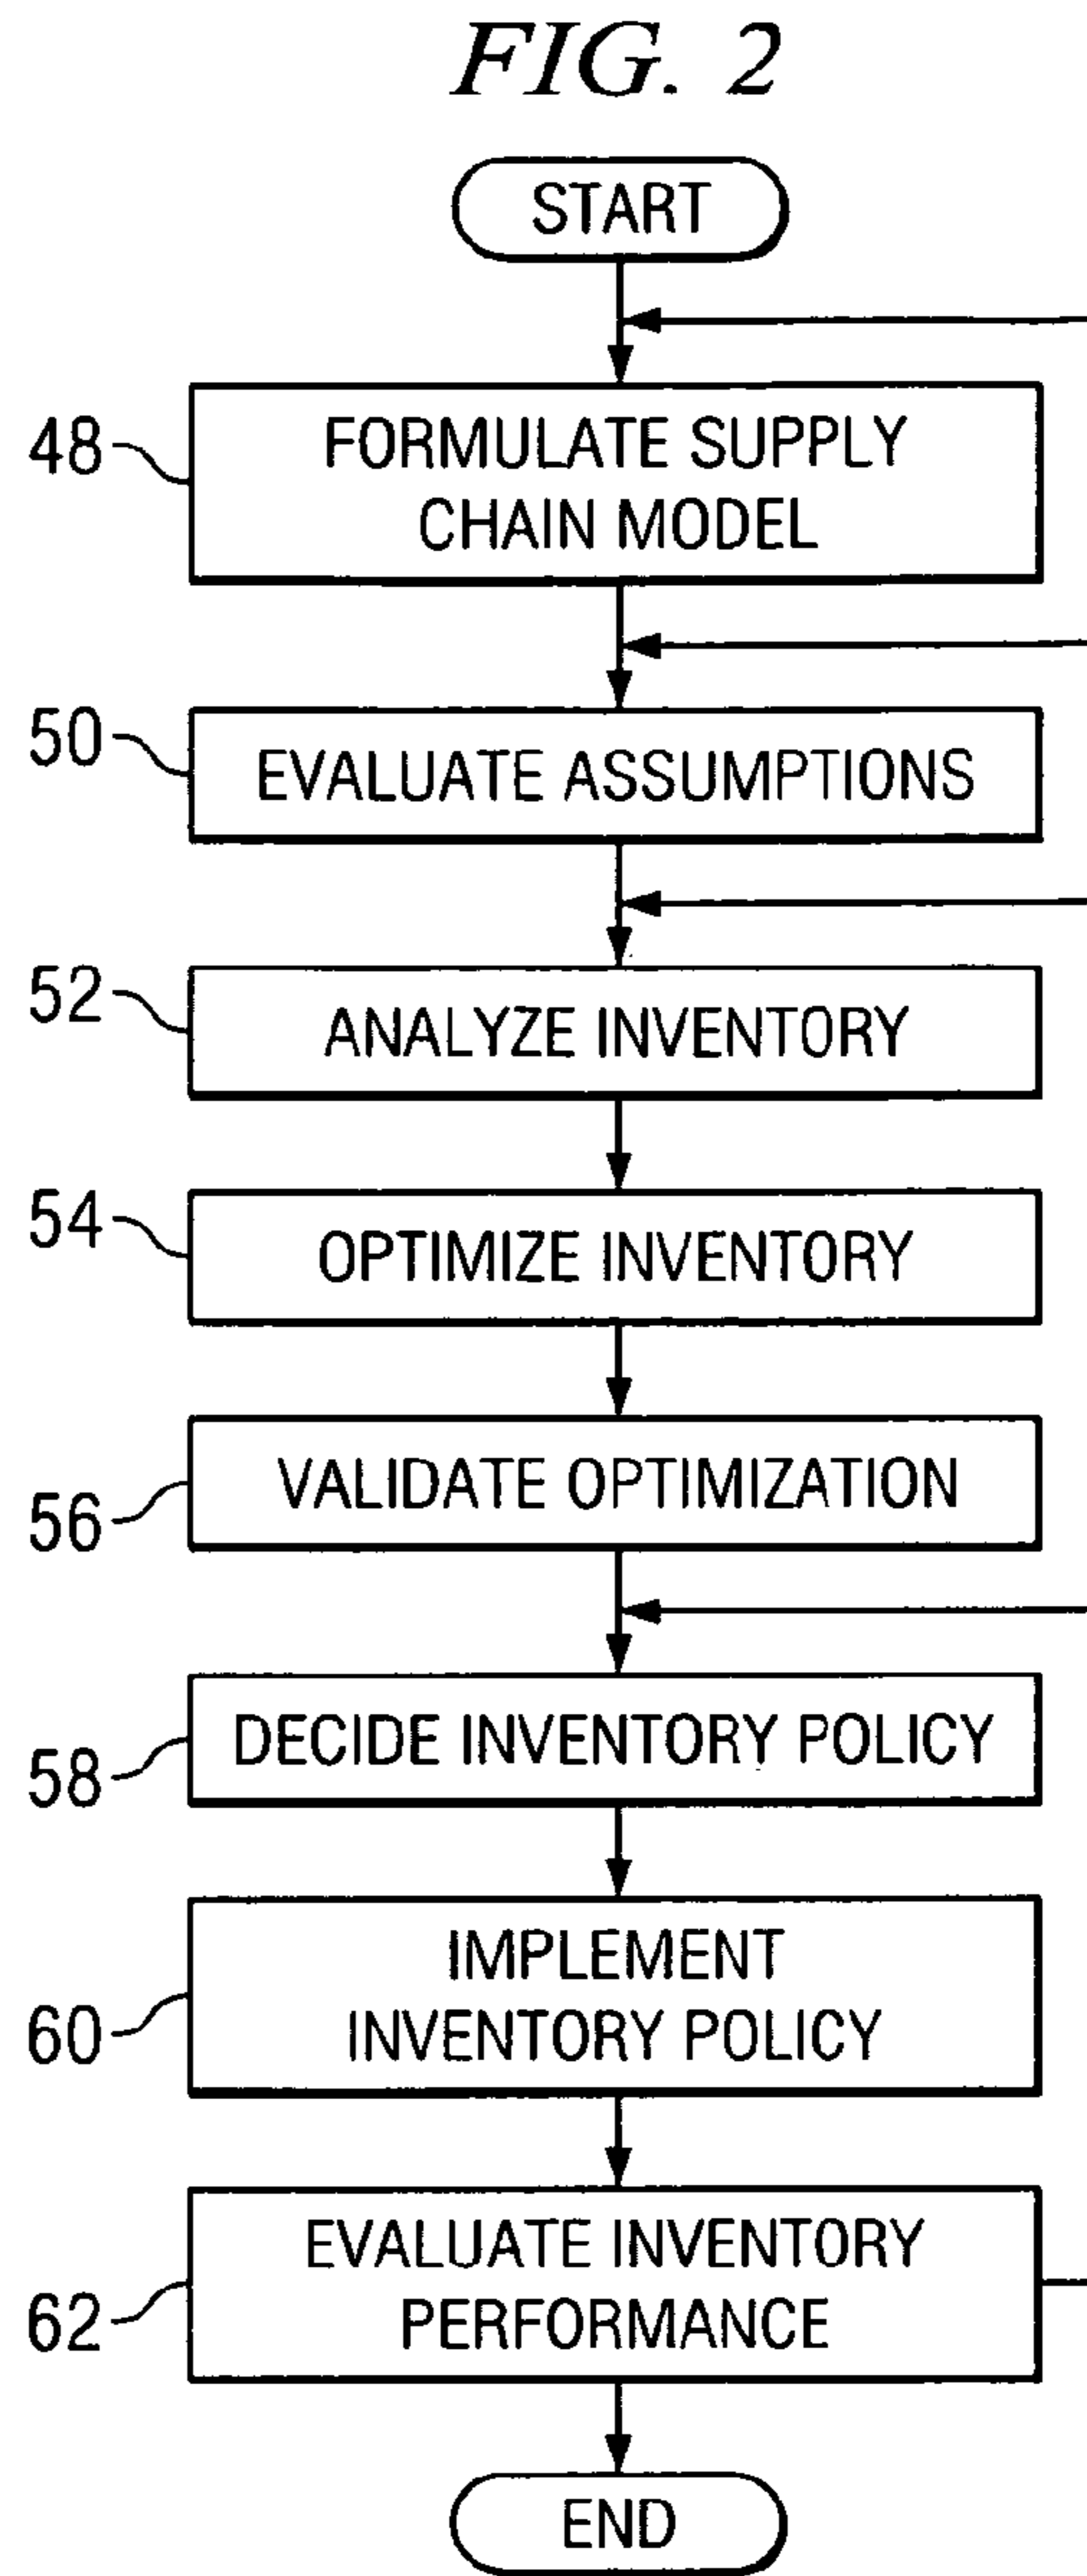 FIG. 2
START
48
FORMULATE SUPPLY
CHAIN MODEL
50
EVALUATE ASSUMPTIONS
52
ANALYZE INVENTORY
54
OPTIMIZE INVENTORY
56
VALIDATE OPTIMIZATION
58
DECIDE INVENTORY POLICY
60
IMPLEMENT
INVENTORY POLICY
62
EVALUATE INVENTORY
PERFORMANCE
END